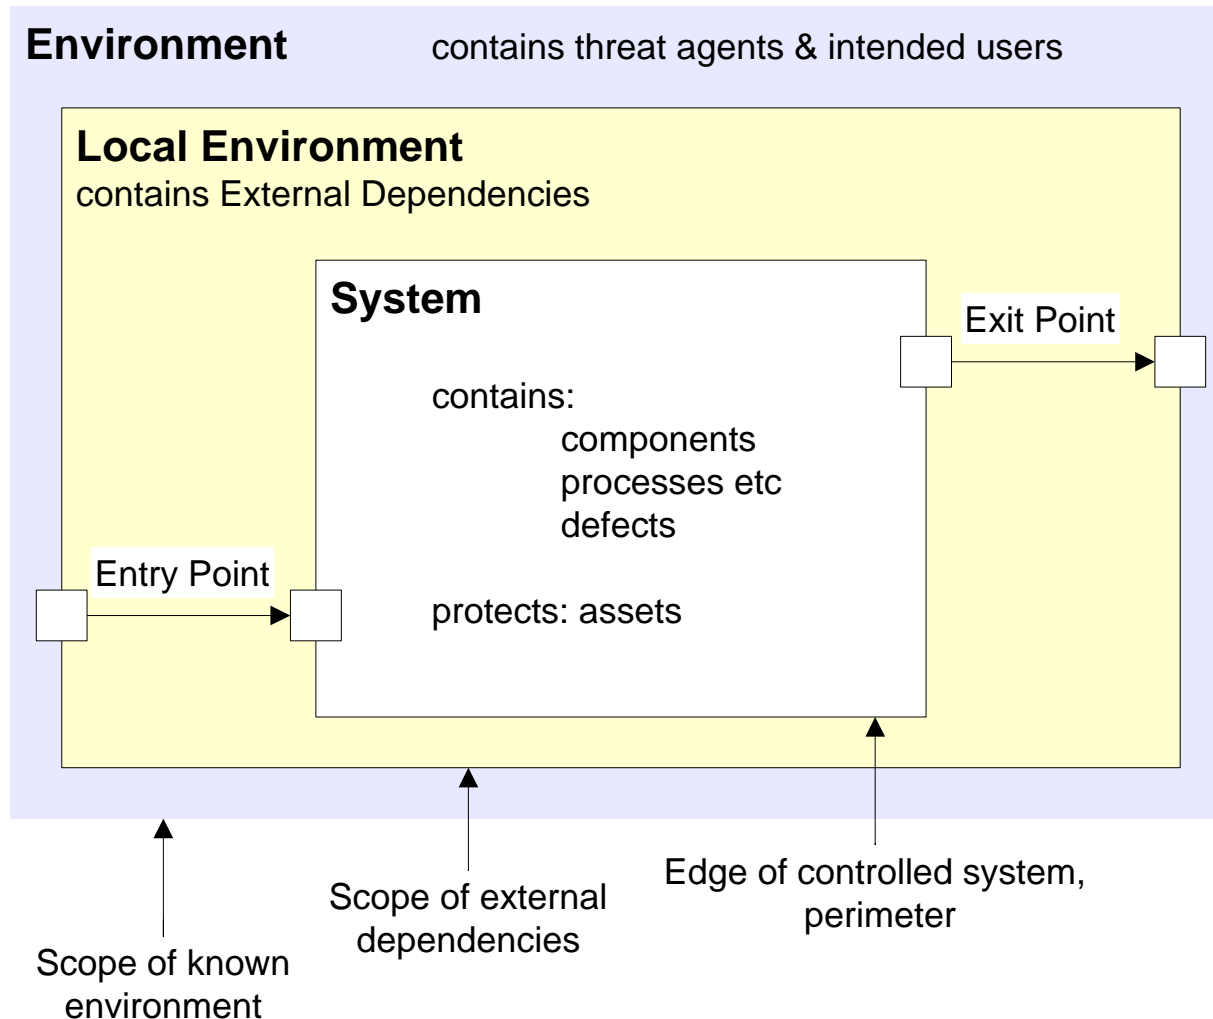 Environment
contains threat agents & intended users
Local Environment
contains External Dependencies
System
Exit Point
contains:
components
processes etc
defects
Entry Point
protects: assets
Edge of controlled system,
perimeter
Scope of external
dependencies
Scope of known
environment